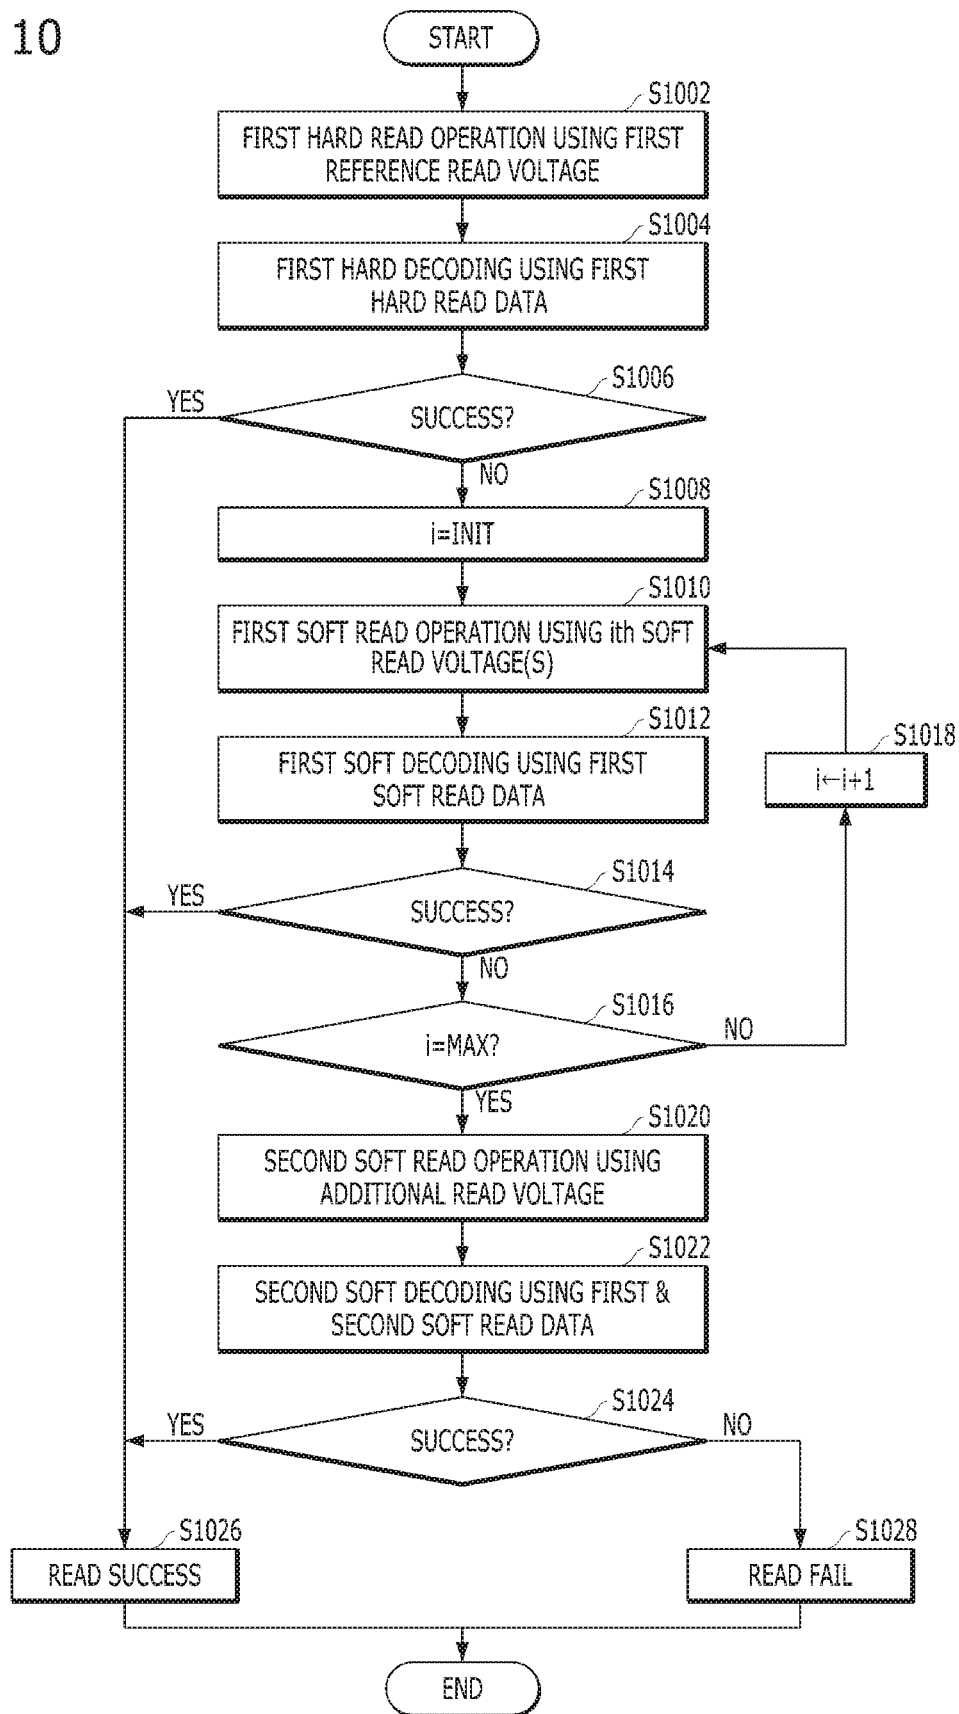 10
START
S1002
FIRST HARD READ OPERATION USING FIRST
REFERENCE READ VOLTAGE
S1004
FIRST HARD DECODING USING FIRST
HARD READ DATA
S1006
YES
SUCCESS?
NO
S1008
i=INIT
S1010
FIRST SOFT READ OPERATION USING ith SOFT
READ VOLTAGE(S)
S1012
FIRST SOFT DECODING USING FIRST
SOFT READ DATA
S1018
i←i+1
S1014
YES
SUCCESS?
NO
S1016
i=MAX?
NO
YES
S1020
SECOND SOFT READ OPERATION USING
ADDITIONAL READ VOLTAGE
S1022
SECOND SOFT DECODING USING FIRST &
SECOND SOFT READ DATA
S1024
YES
SUCCESS?
NO
S1026
READ SUCCESS
S1028
READ FAIL
END